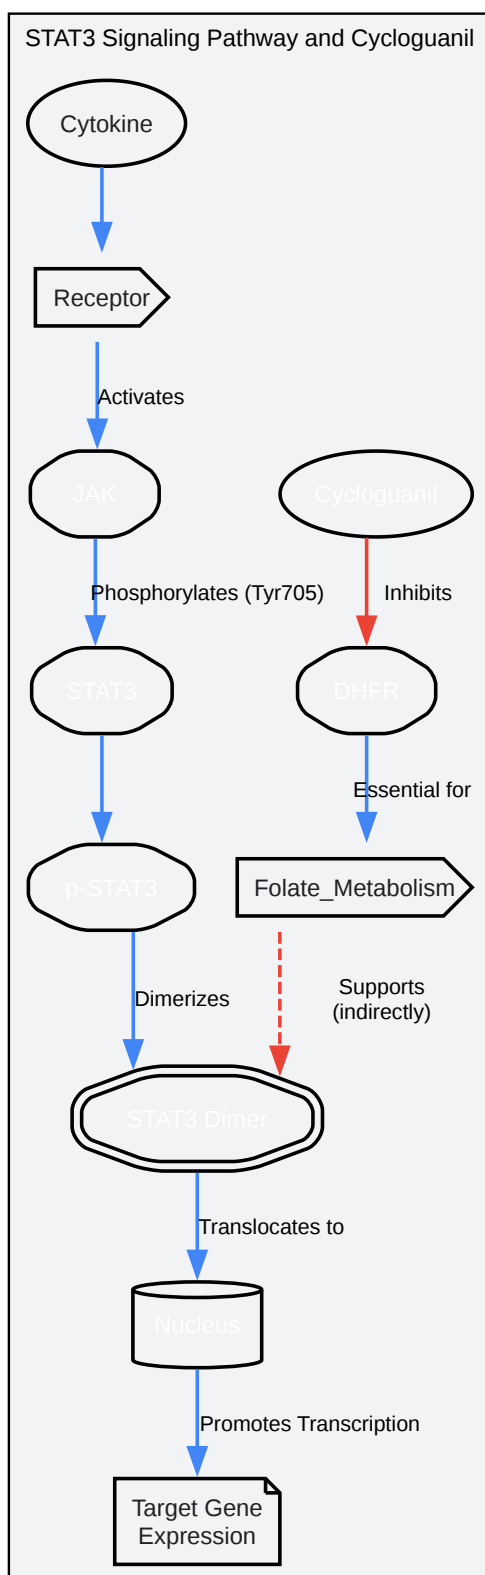 STAT3 Signaling Pathway and Cycloguanil
Cytokine
Receptor
Activates
JAK
Cycloguanil
Phosphorylates (Tyr705)
Inhibits
STAT3
DHFR
Essential for
p-STAT3
Folate_Metabolism
Dimerizes
Supports
(indirectly)
STAT3 Dimer
Translocates to
Nucleus
Promotes Transcription
Target Gene
Expression